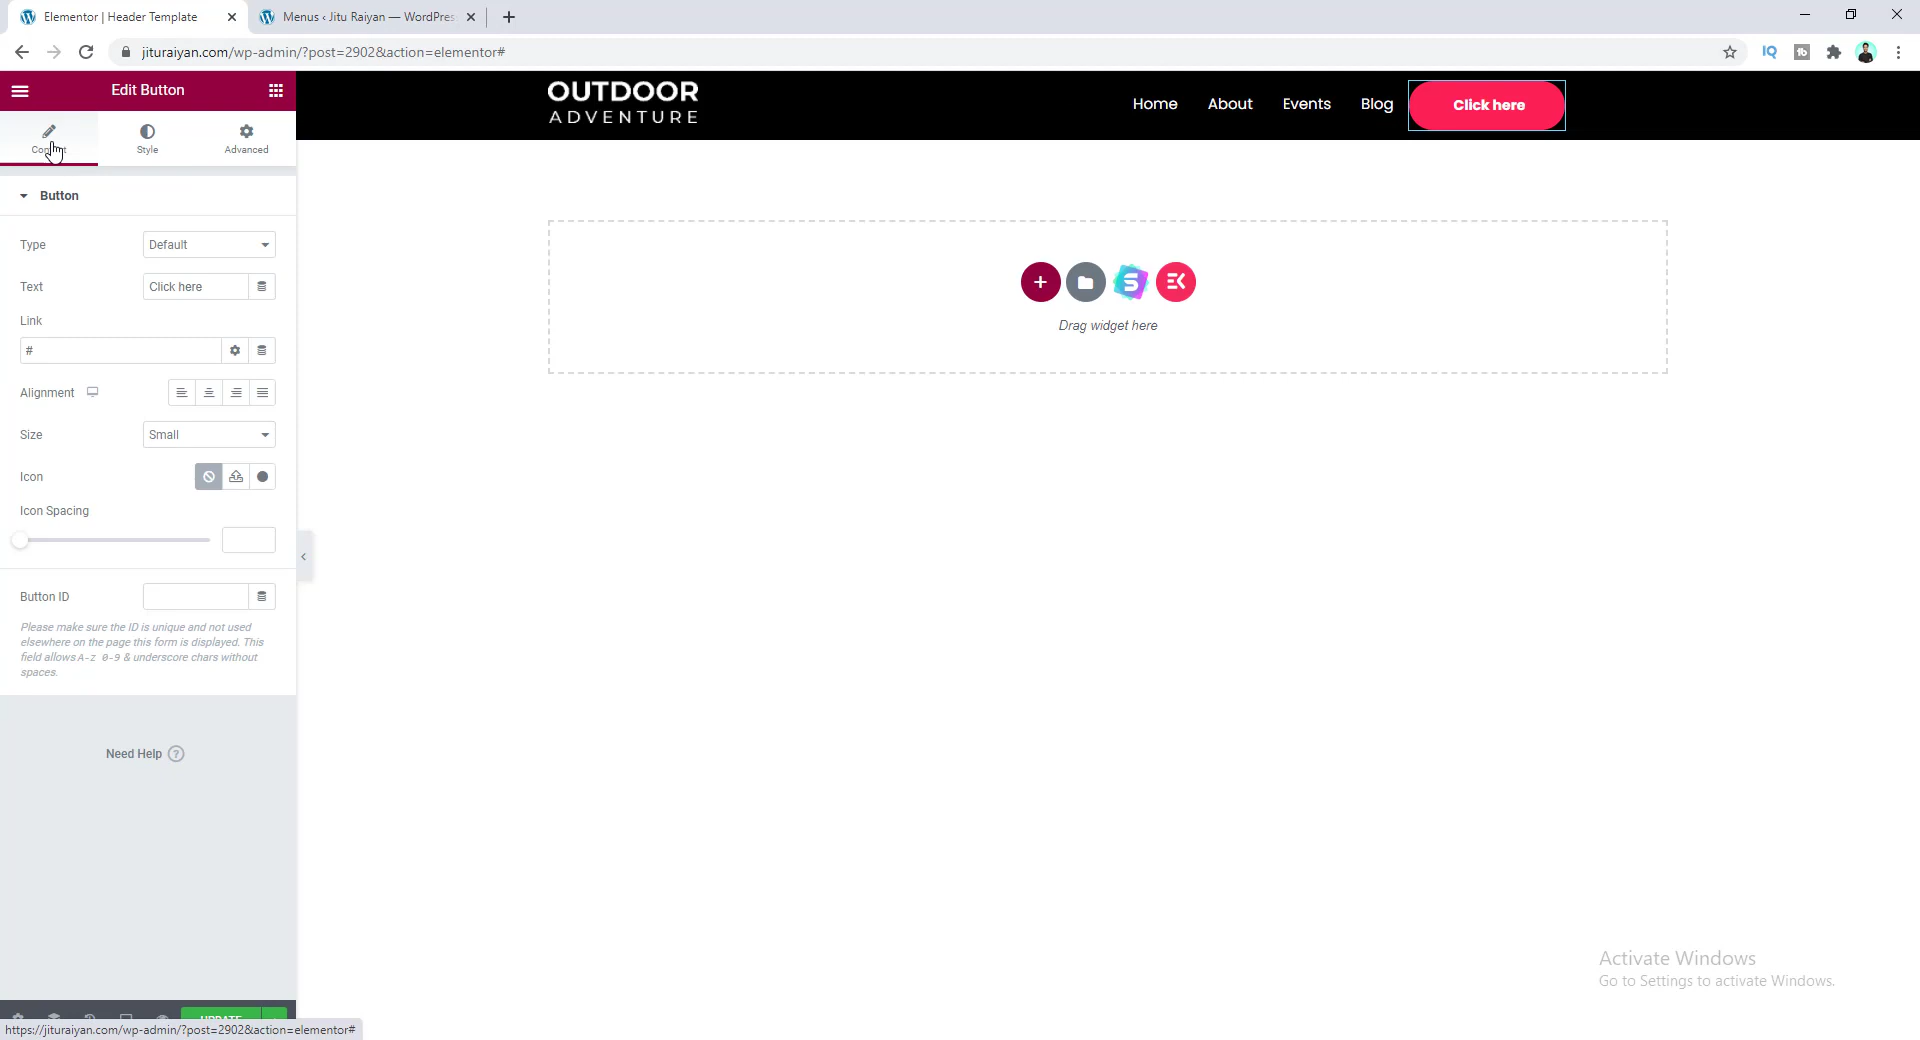 Elementor | Header Template
Menus ‹ Jitu Raiyan — WordPres
jituraiyan.com/wp-admin/?post=2902&action=elementor#
IQ
Edit Button
Style
Advanced
OUTDOOR
ADVENTURE
Home
About
Events
Blog
Click here
Button
Type
Default
Text
Click here
Link
#
Alignment
Size
Small
Icon
Icon Spacing
Button ID
Please make sure the ID is unique and not used
elsewhere on the page this form is displayed. This
field allows A-z 0-9 & underscore chars without
spaces.
Need Help ?
Drag widget here
UPDATE
https://jituraiyan.com/wp-admin/?post=2902&action=elementor#
Activate Windows
Go to Settings to activate Windows.